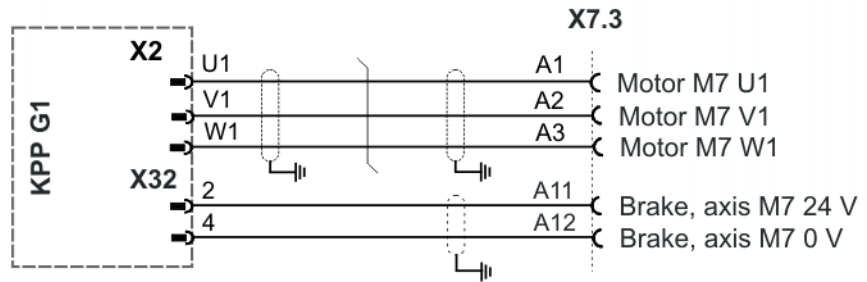 X7.3
X2
U1 A1 Motor M7 U1
V1 A2 Motor M7 V1
W1 A3 Motor M7 W1
KPP G1
X32
2 A11 Brake, axis M7 24 V
4 A12 Brake, axis M7 0 V